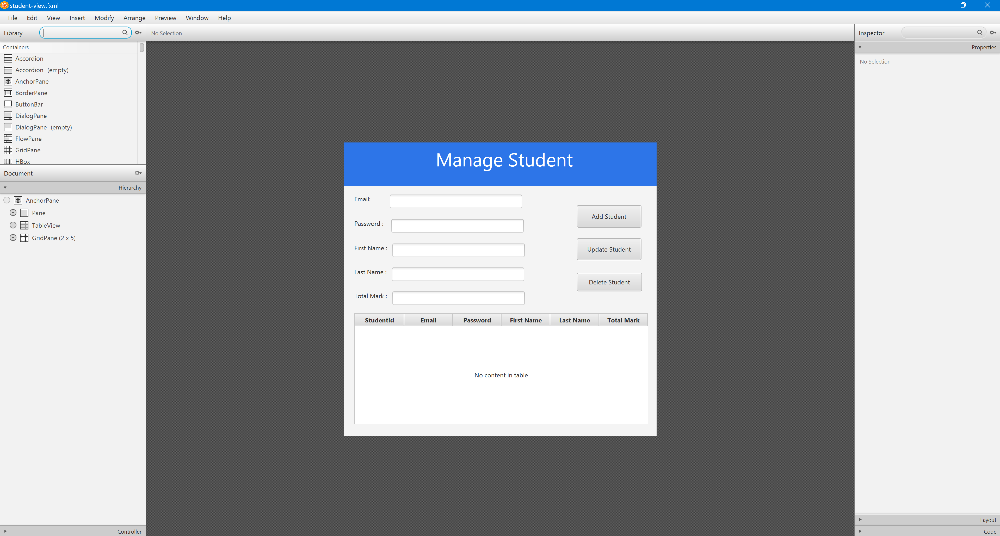 student-view.fxml
File Edit View Insert Modify Arrange Preview Window Help
Library
No Selection
Inspector
Containers
Accordion
Accordion (empty)
AnchorPane
BorderPane
ButtonBar
DialogPane
DialogPane (empty)
FlowPane
GridPane
HBox
Document
Hierarchy
AnchorPane
Pane
TableView
GridPane (2 x 5)
Controller
Manage Student
Email:
Password :
First Name :
Last Name :
Total Mark :
Add Student
Update Student
Delete Student
StudentId Email Password First Name Last Name Total Mark
No content in table
Properties
No Selection
Layout
Code